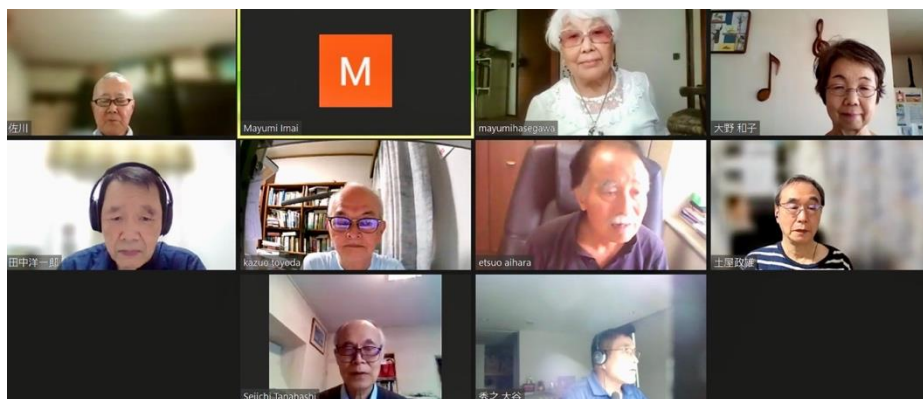 佐川
M
Mayumi Imai
mayumihasegawa
大野 和子
田中洋一郎
kazuo toyoda
etsuo aihara
土屋政雄
Seiichi Tanahashi
秀之 大谷